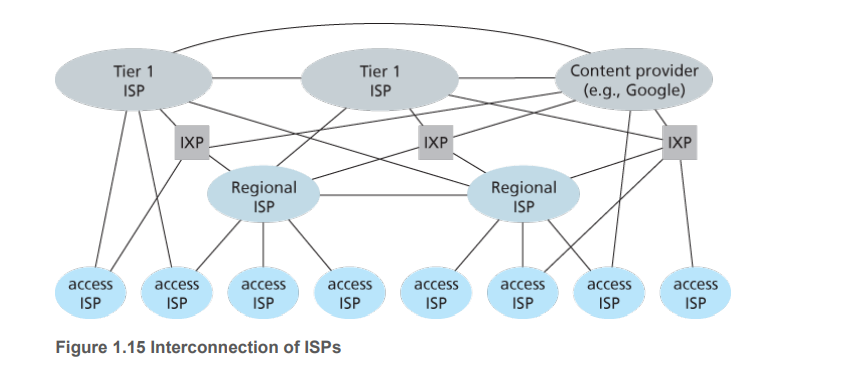 Tier 1
ISP
Tier 1
ISP
Content provider
(e.g., Google)
IXP
IXP
IXP
Regional
ISP
Regional
ISP
access
ISP
access
ISP
access
ISP
access
ISP
access
ISP
access
ISP
access
ISP
access
ISP
Figure 1.15 Interconnection of ISPs